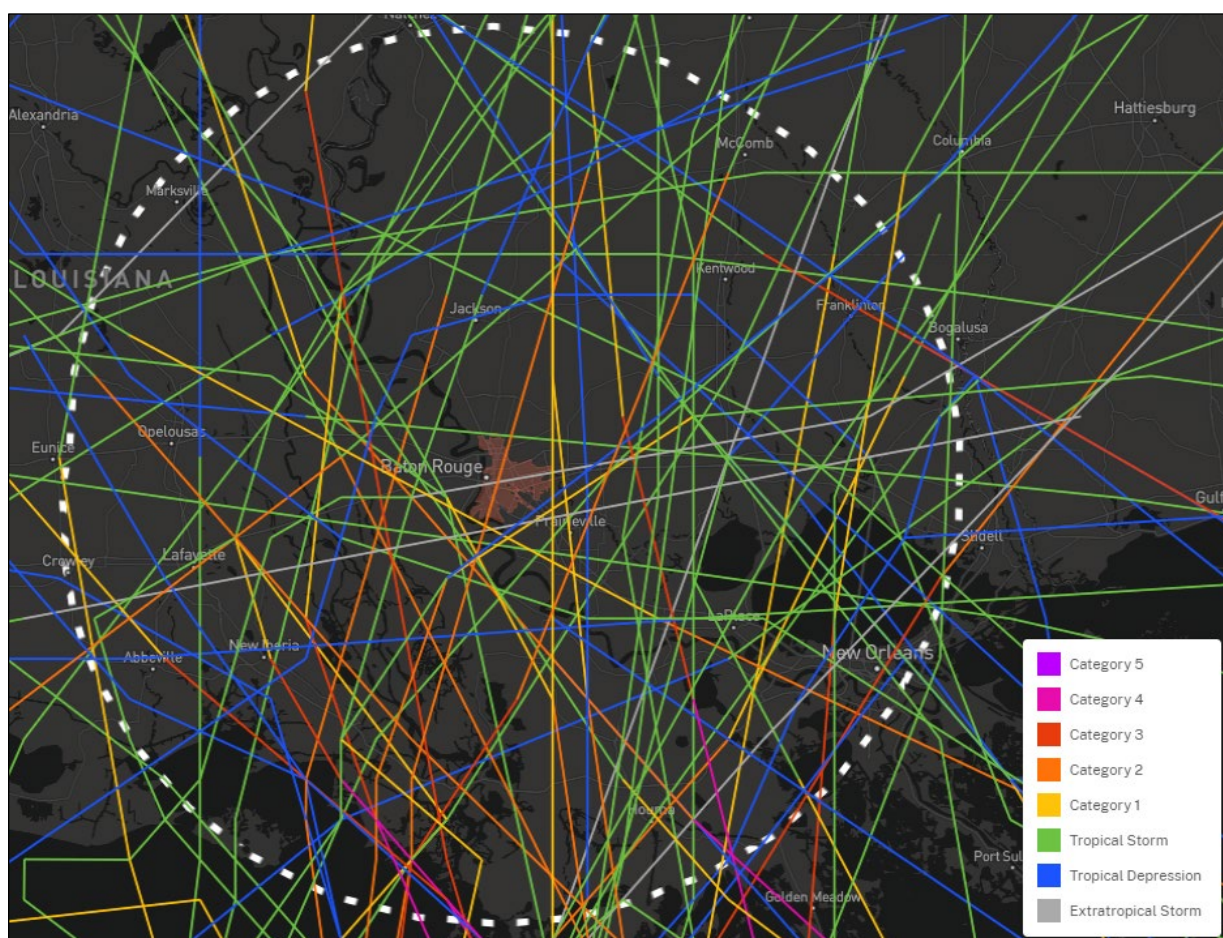 Natchez
Alexandria
Hattiesburg
Columbia
McComb
Marksville
LOUISIANA
Kentwood
Jackson
Franklinton
Bogalusa
Opelousas
Eunice
Baton Rouge
Gulf
Prairieville
Slidell
Lafayette
Crowley
LaPlace
New Iberia
Abbeville
New Orleans
Houma
Port Sul
Golden Meadow
Category 5
Category 4
Category 3
Category 2
Category 1
Tropical Storm
Tropical Depression
Extratropical Storm